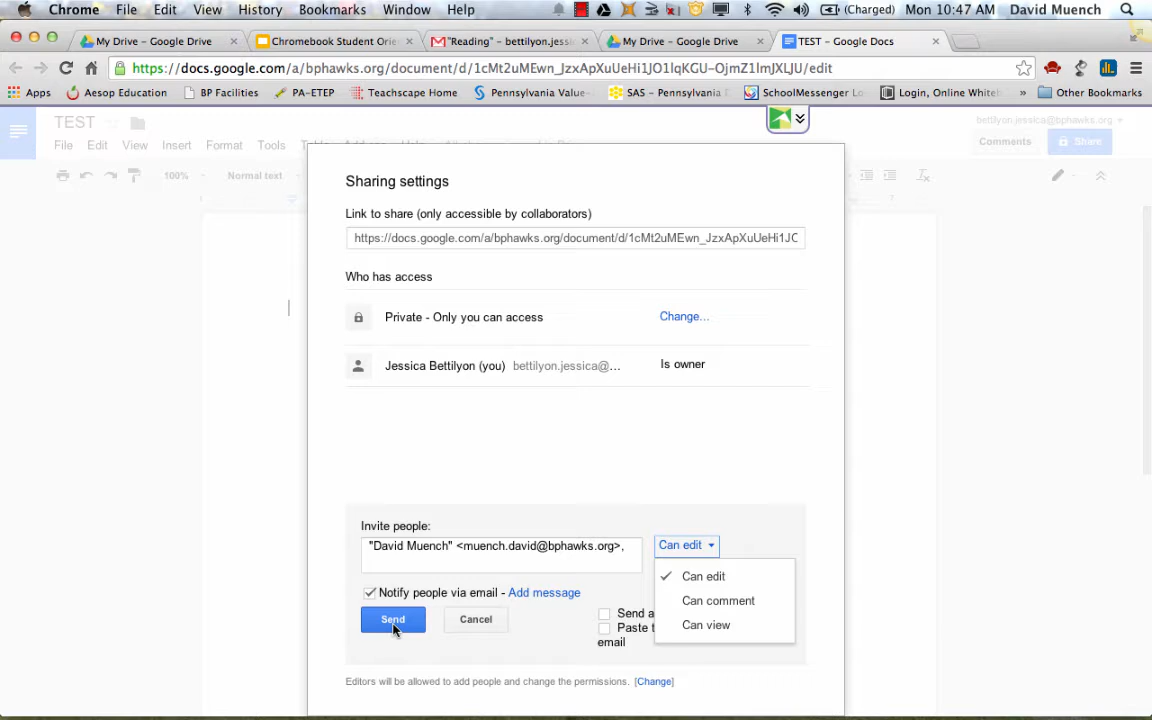 Chrome File Edit View History Bookmarks Window Help (Charged) Mon 10:47 AM David Muench
My Drive – Google Drive Chromebook Student Orie "Reading" – bettilyon.jess My Drive – Google Drive TEST – Google Docs
https://docs.google.com/a/bphawks.org/document/d/1cMt2uMEwn_JzxApXuUeHi1JO1lqKGU-OjmZ1lmJXLJU/edit
Apps Aesop Education BP Facilities PA-ETEP Teachscape Home Pennsylvania Value- SAS – Pennsylvania SchoolMessenger Lo Login, Online Whiteb » Other Bookmarks
TEST bettilyon.jessica@bphawks.org
File Edit View Insert Format Tools Comments Share
100% Normal text
Sharing settings
Link to share (only accessible by collaborators)
https://docs.google.com/a/bphawks.org/document/d/1cMt2uMEwn_JzxApXuUeHi1JC
Who has access
Private - Only you can access Change...
Jessica Bettilyon (you) bettilyon.jessica@... Is owner
Invite people:
"David Muench" <muench.david@bphawks.org>, Can edit
Can edit
Notify people via email - Add message Can comment
Send Cancel Send a Can view
Paste t
email
Editors will be allowed to add people and change the permissions. [Change]